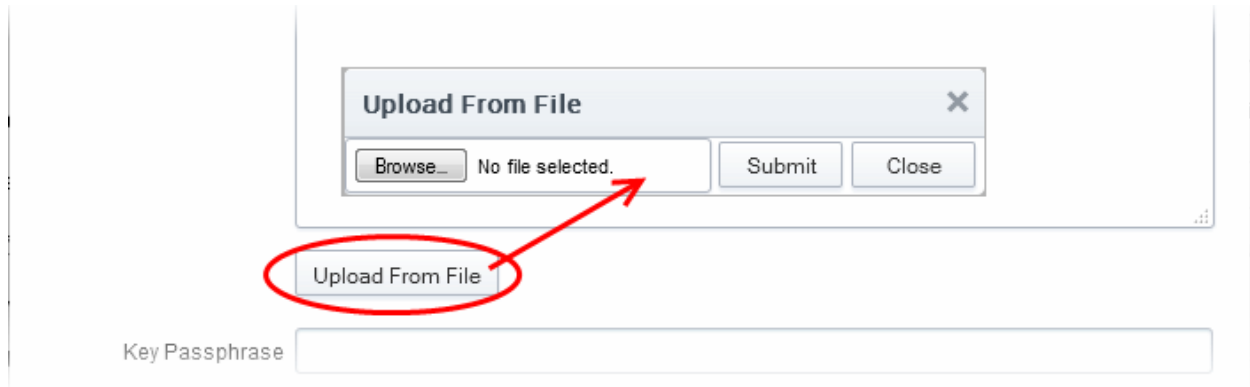 Upload From File
Browse... No file selected. Submit Close
Upload From File
Key Passphrase